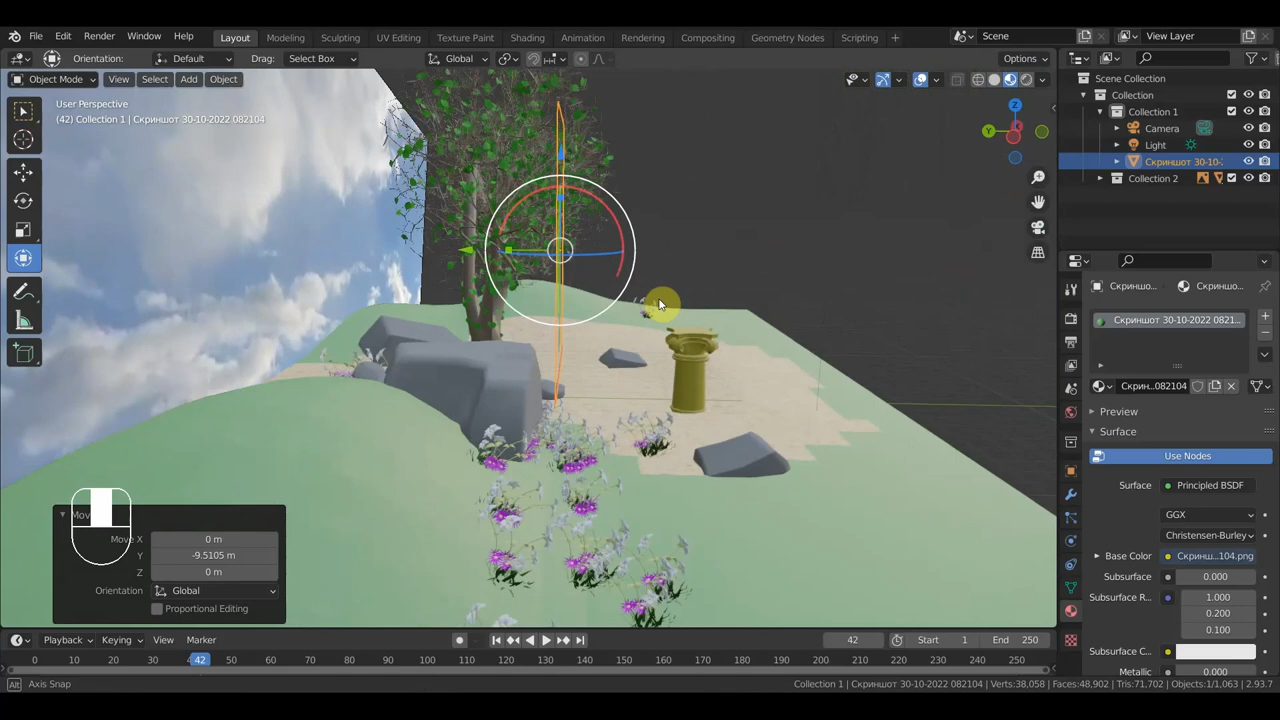 File Edit Render Window Help Layout Modeling Sculpting UV Editing Texture Paint Shading Animation Rendering Compositing Geometry Nodes Scripting + Scene View Layer
Orientation: Default Drag: Select Box Global Options
Object Mode View Select Add Object
User Perspective
(42) Collection 1 | Скриншот 30-10-2022 082104
Z
Y
Scene Collection
Collection
Collection 1
Camera
Light
Скриншот 30-10-
Collection 2
Скриншо... Скриншо...
Скриншот 30-10-2022 0821...
Скрин...082104
Preview
Surface
Use Nodes
Surface Principled BSDF
GGX
Christensen-Burley
Base Color Скринш...104.png
Subsurface 0.000
Subsurface R... 1.000
0.200
0.100
Subsurface C...
Metallic 0.000
Mov
Move X 0 m
Y -9.5105 m
Z 0 m
Orientation Global
Proportional Editing
Playback Keying View Marker 42 Start 1 End 250
0 10 20 30 42 50 60 70 80 90 100 110 120 130 140 150 160 170 180 190 200 210 220 230 240 250
Alt Axis Snap Collection 1 | Скриншот 30-10-2022 082104 | Verts:38,058 | Faces:48,902 | Tris:71,702 | Objects:1/1,063 | 2.93.7